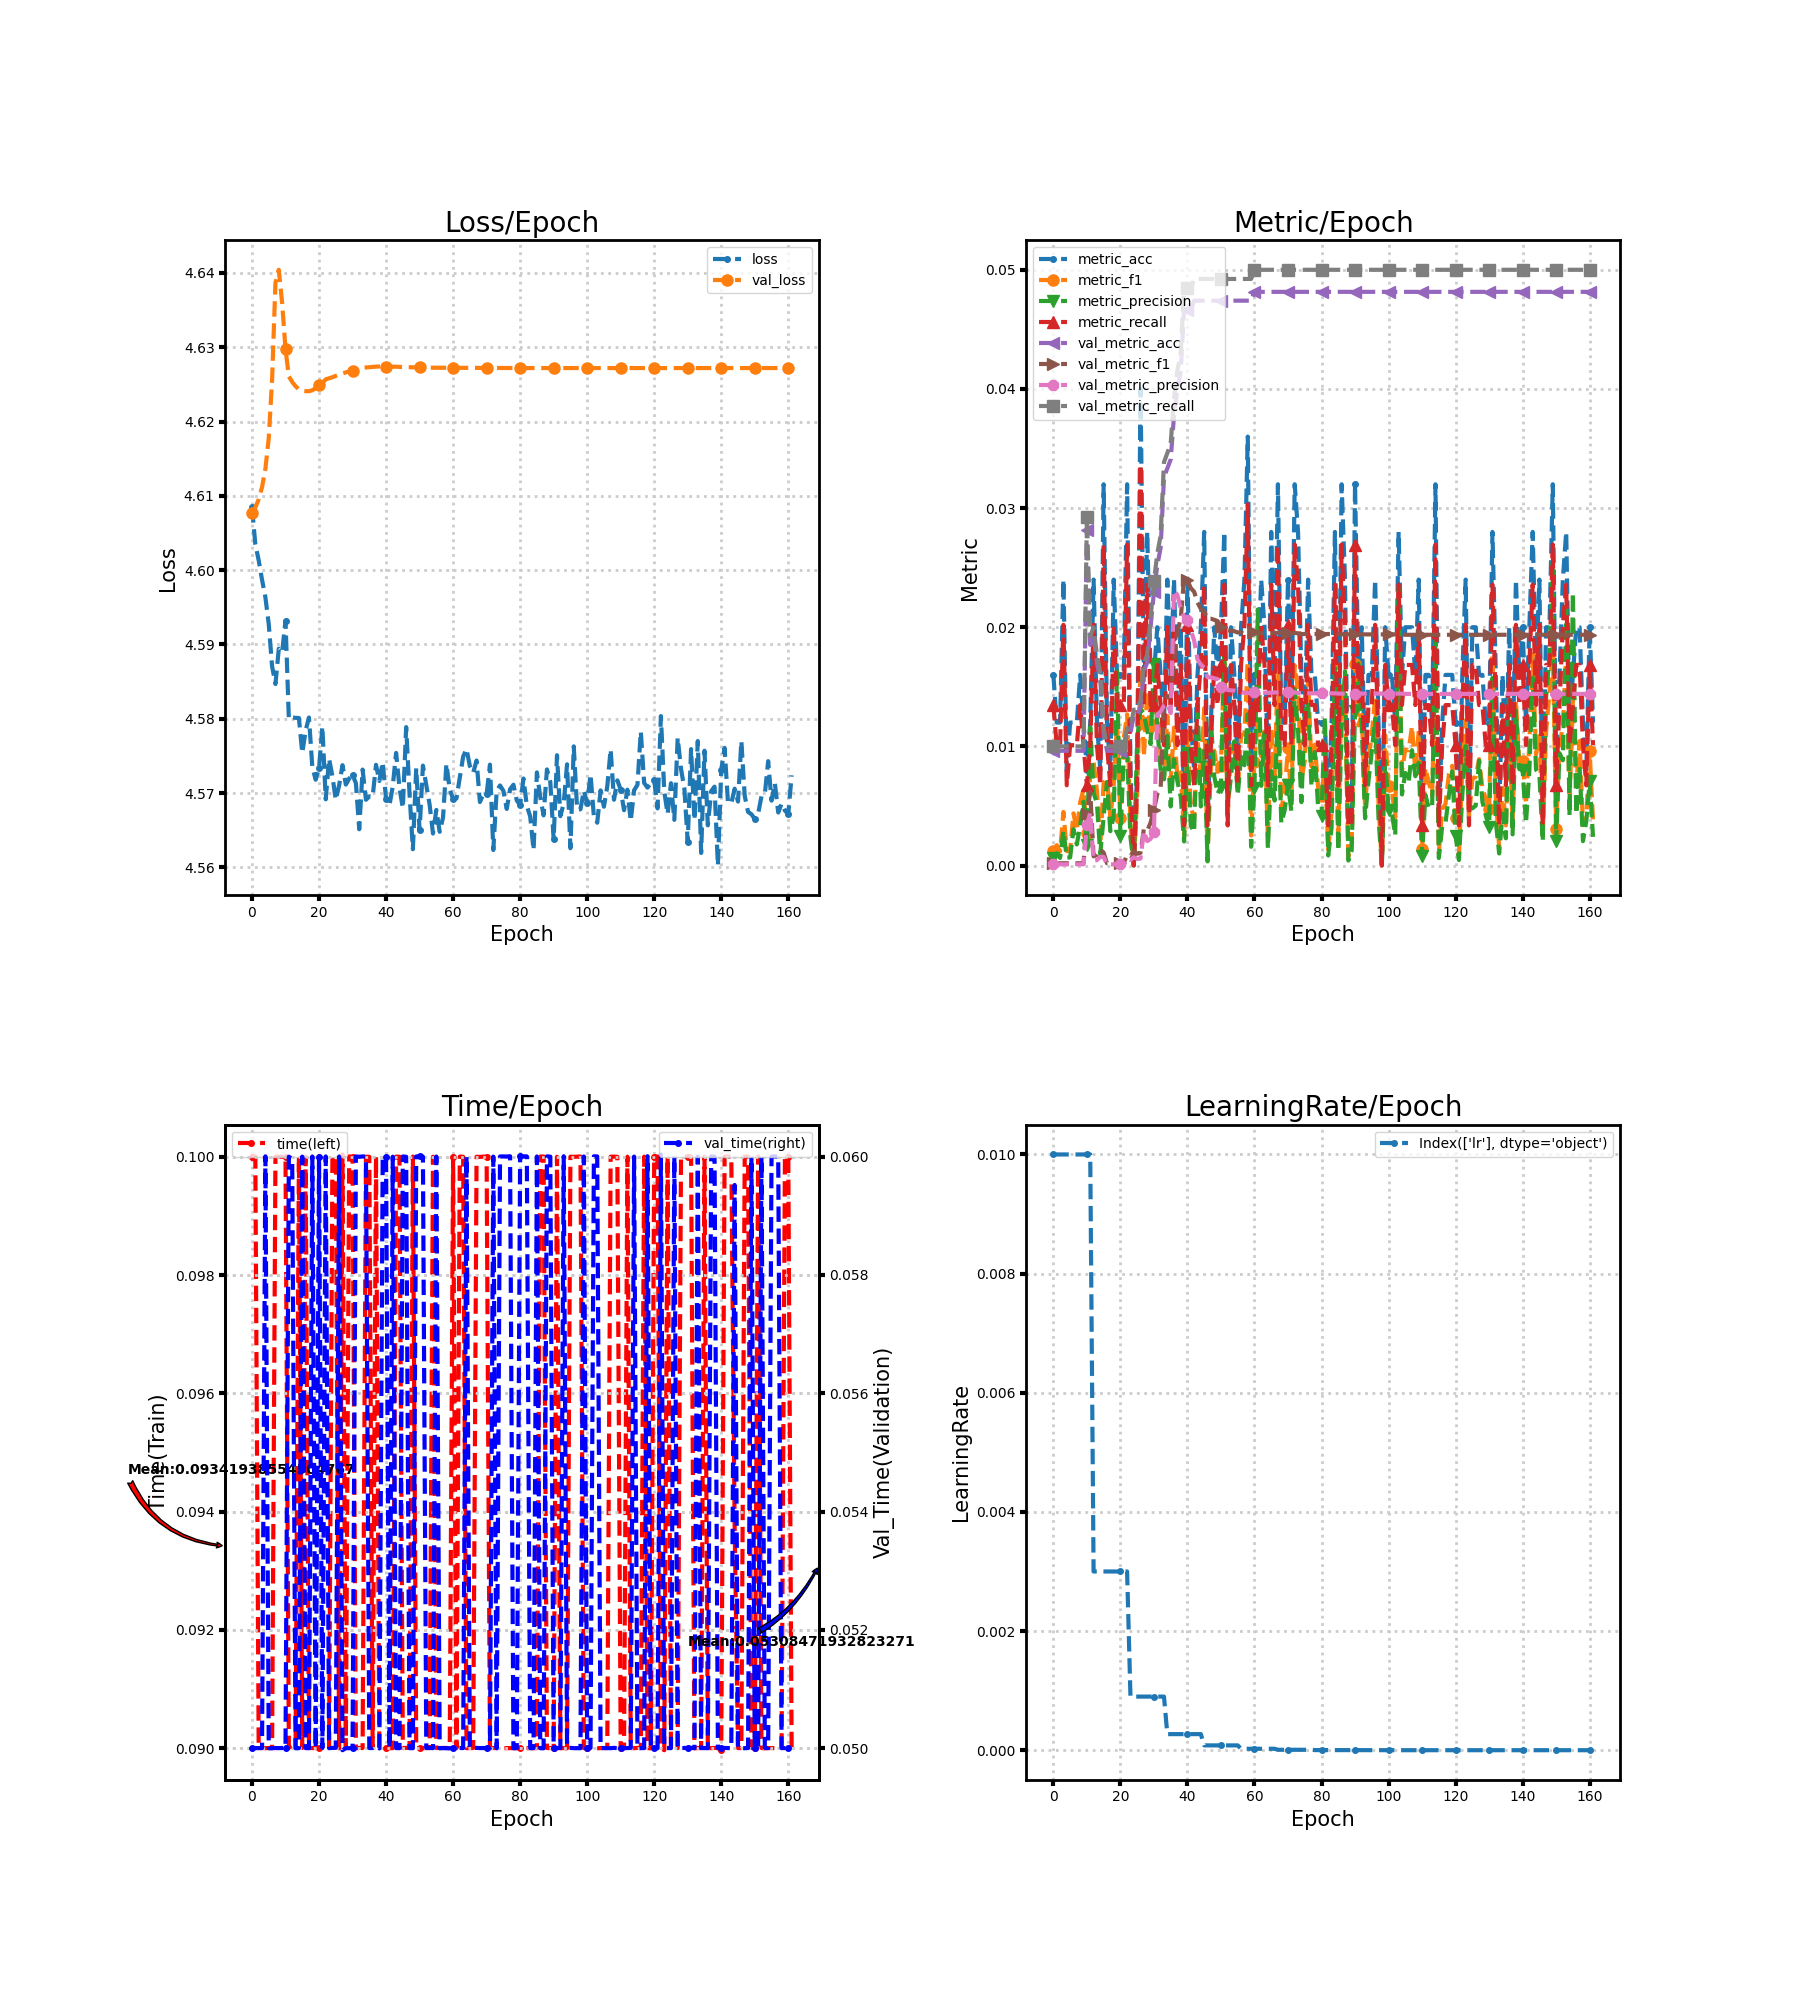 Loss/Epoch
loss
val_loss
4.64
4.63
4.62
4.61
4.60
4.59
4.58
4.57
4.56
Loss
0 20 40 60 80 100 120 140 160
Epoch
Metric/Epoch
metric_acc
metric_f1
metric_precision
metric_recall
val_metric_acc
val_metric_f1
val_metric_precision
val_metric_recall
0.05
0.04
0.03
0.02
0.01
0.00
Metric
0 20 40 60 80 100 120 140 160
Epoch
Time/Epoch
time(left)
val_time(right)
0.100
0.098
0.096
0.094
0.092
0.090
Time(Train)
0.060
0.058
0.056
0.054
0.052
0.050
Val_Time(Validation)
Mean:0.05308471932823271
0 20 40 60 80 100 120 140 160
Epoch
LearningRate/Epoch
Index(['lr'], dtype='object')
0.010
0.008
0.006
0.004
0.002
0.000
LearningRate
0 20 40 60 80 100 120 140 160
Epoch